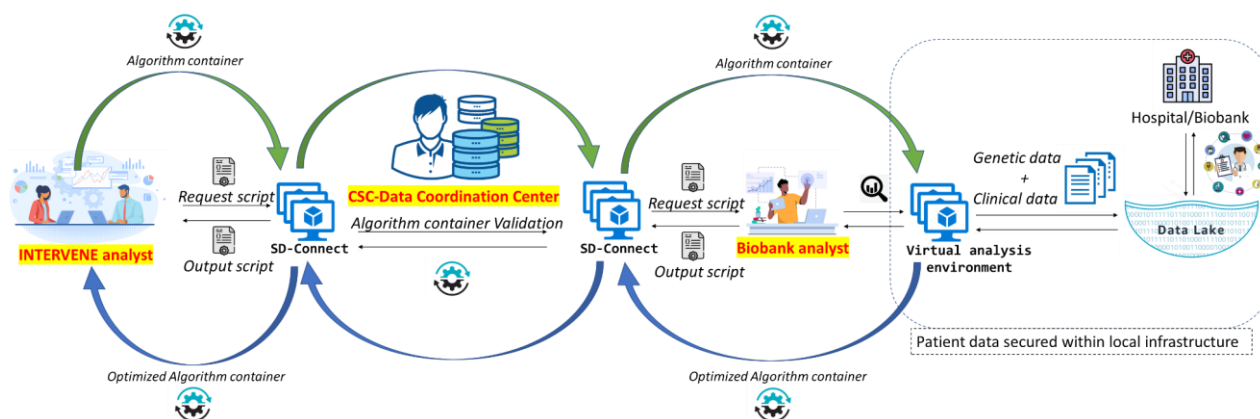 Algorithm container
Request script
Output script
INTERVENE analyst
SD-Connect
CSC-Data Coordination Center
Algorithm container Validation
Optimized Algorithm container
Algorithm container
SD-Connect
Request script
Output script
Biobank analyst
Optimized Algorithm container
Virtual analysis
environment
Genetic data
+
Clinical data
Hospital/Biobank
Data Lake
Patient data secured within local infrastructure